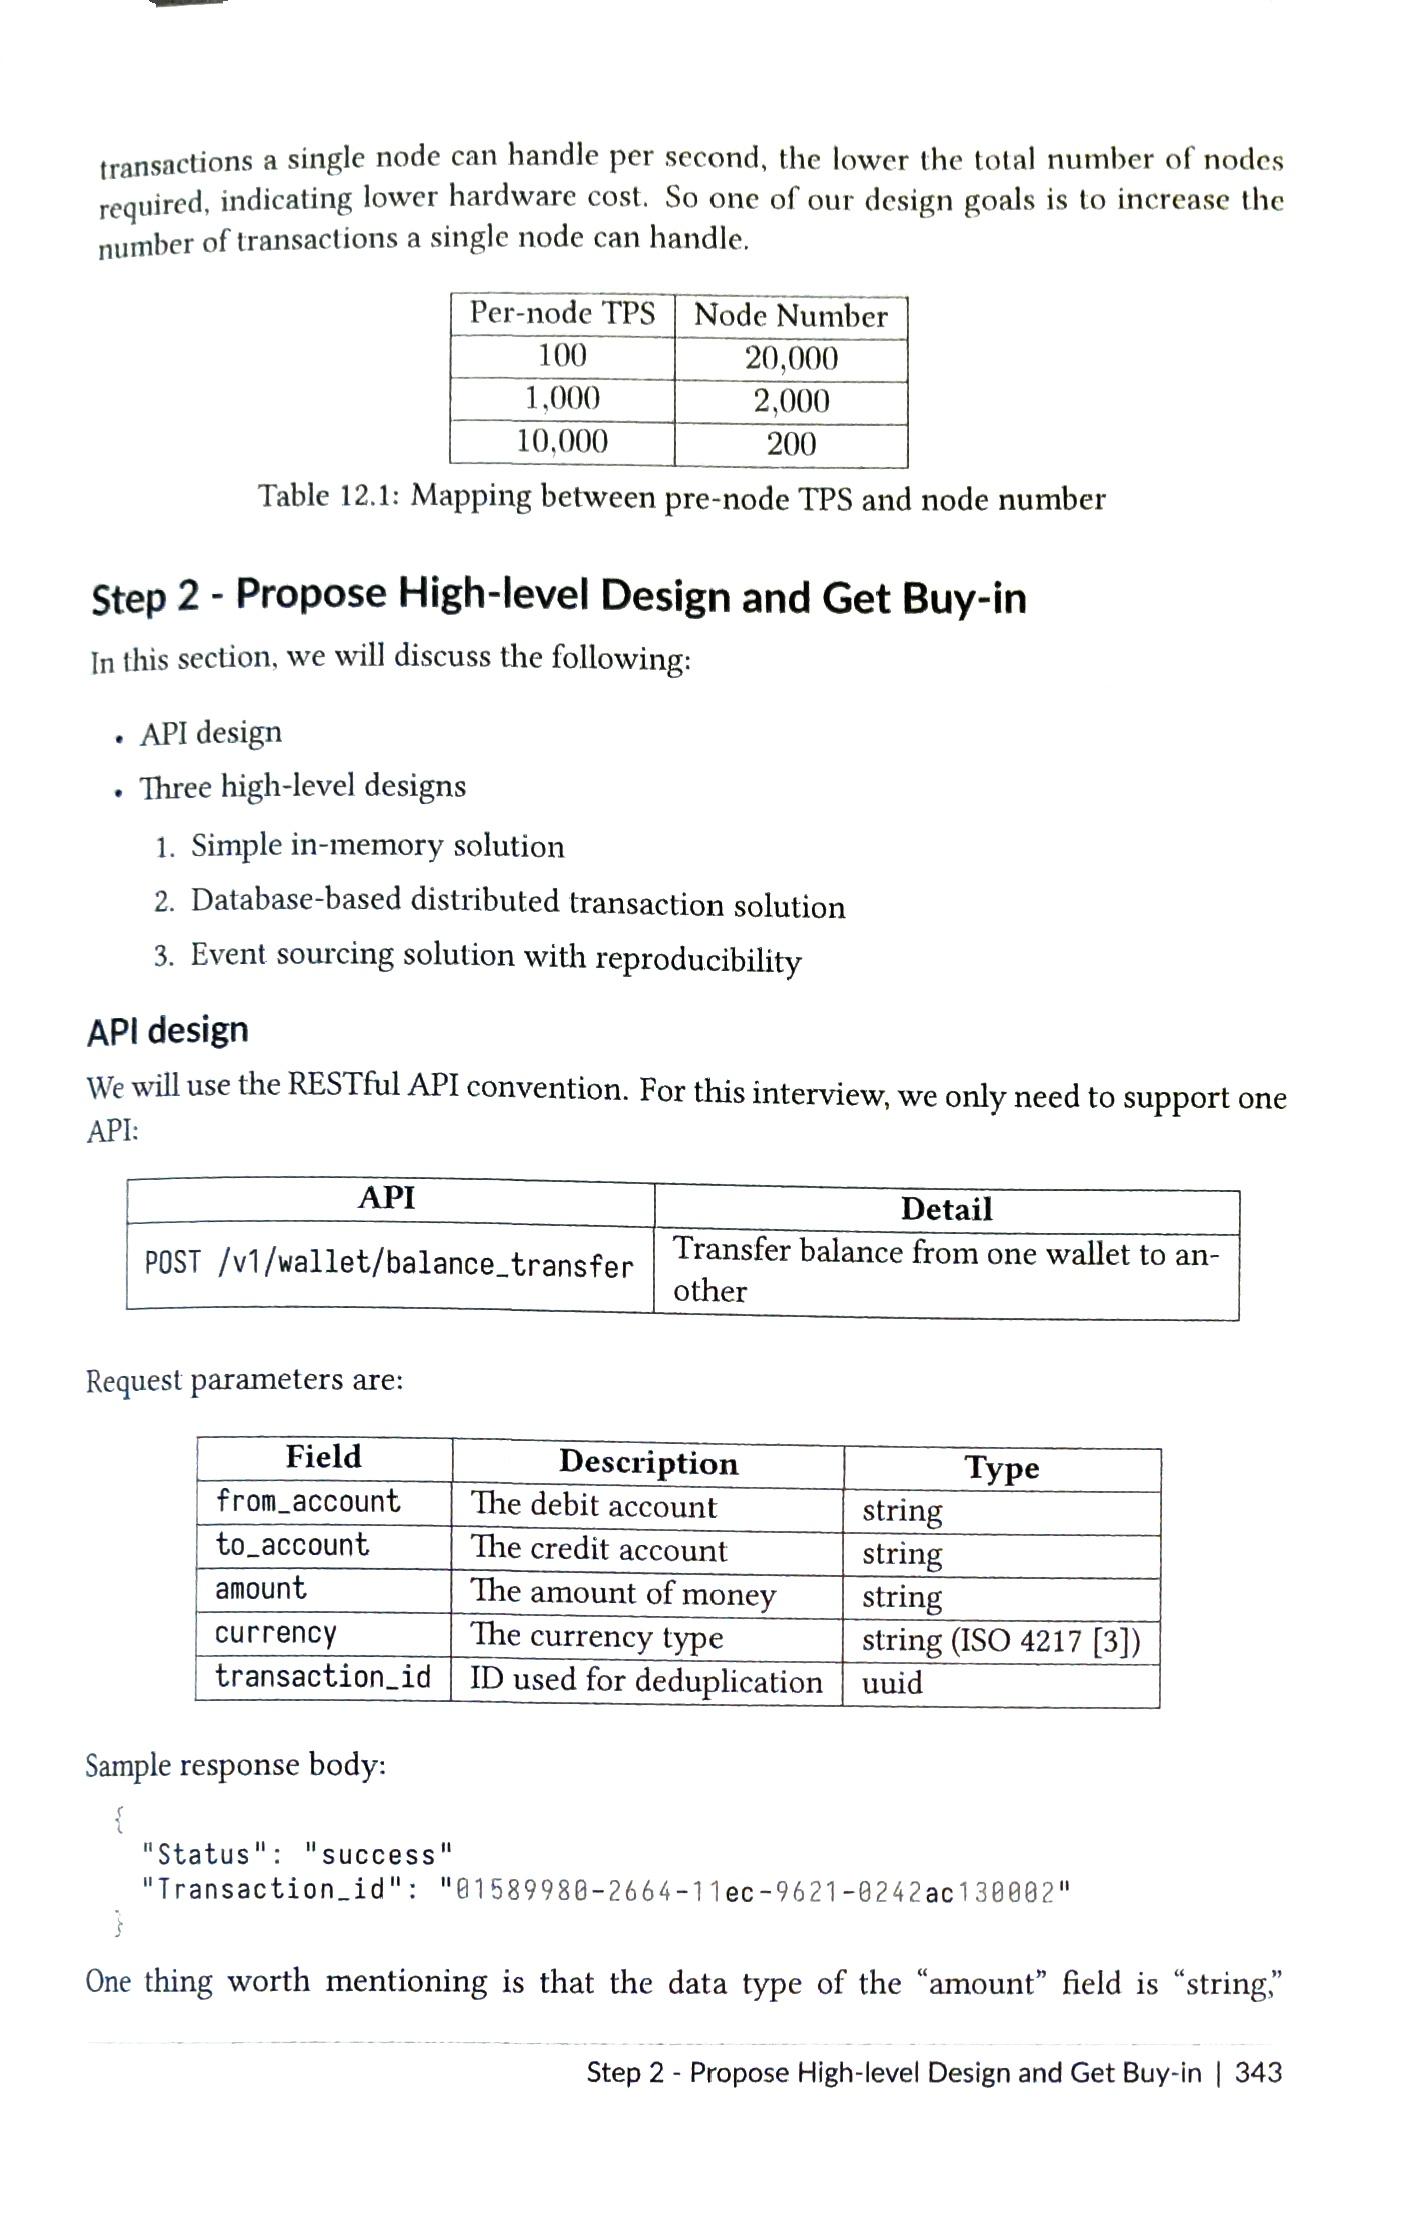 transactions a single node can handle per second, the lower the total number of nodes
required, indicating lower hardware cost. So one of our design goals is to increase the
number of transactions a single node can handle.
Per-node TPS Node Number
100 20,000
1,000 2,000
10,000 200
Table 12.1: Mapping between pre-node TPS and node number
Step 2 - Propose High-level Design and Get Buy-in
In this section, we will discuss the following:
• API design
• Three high-level designs
1. Simple in-memory solution
2. Database-based distributed transaction solution
3. Event sourcing solution with reproducibility
API design
We will use the RESTful API convention. For this interview, we only need to support one
API:
API Detail
POST /v1/wallet/balance_transfer Transfer balance from one wallet to an-
other
Request parameters are:
Field Description Type
from_account The debit account string
to_account The credit account string
amount The amount of money string
currency The currency type string (ISO 4217 [3])
transaction_id ID used for deduplication uuid
Sample response body:
{
"Status": "success"
"Transaction_id": "01589980-2664-11ec-9621-0242ac130002"
}
One thing worth mentioning is that the data type of the “amount” field is “string,”
Step 2 - Propose High-level Design and Get Buy-in | 343